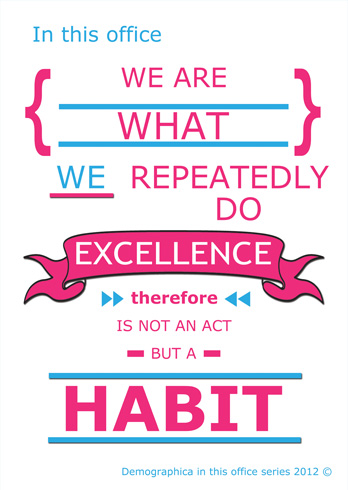 In this office
WE ARE
WHAT
WE REPEATEDLY
DO
EXCELLENCE
therefore
IS NOT AN ACT
BUT A
HABIT
Demographica in this office series 2012 ©